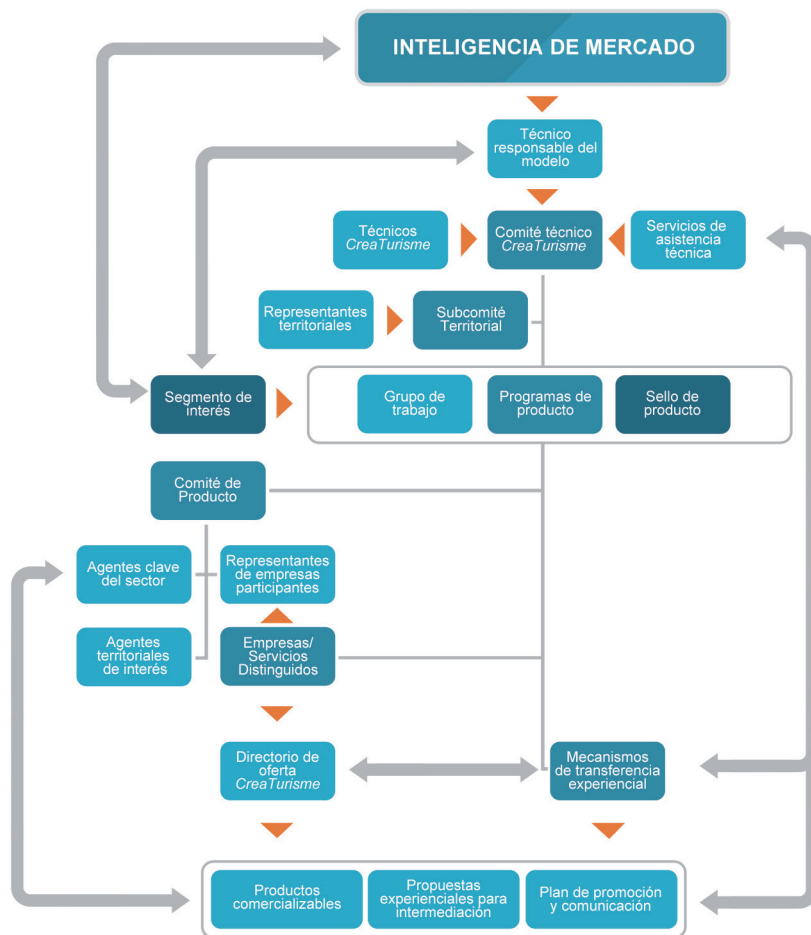 INTELIGENCIA DE MERCADO
Técnico
responsable del
modelo
Técnicos
CreaTurisme
Comité técnico
CreaTurisme
Servicios de
asistencia
técnica
Representantes
territoriales
Subcomité
Territorial
Segmento de
interés
Grupo de
trabajo
Programas de
producto
Sello de
producto
Comité de
Producto
Agentes clave
del sector
Representantes
de empresas
participantes
Agentes
territoriales
de interés
Empresas/
Servicios
Distinguidos
Directorio de
oferta
CreaTurisme
Mecanismos
de transferencia
experiencial
Productos
comercializables
Propuestas
experienciales para
intermediación
Plan de promoción
y comunicación